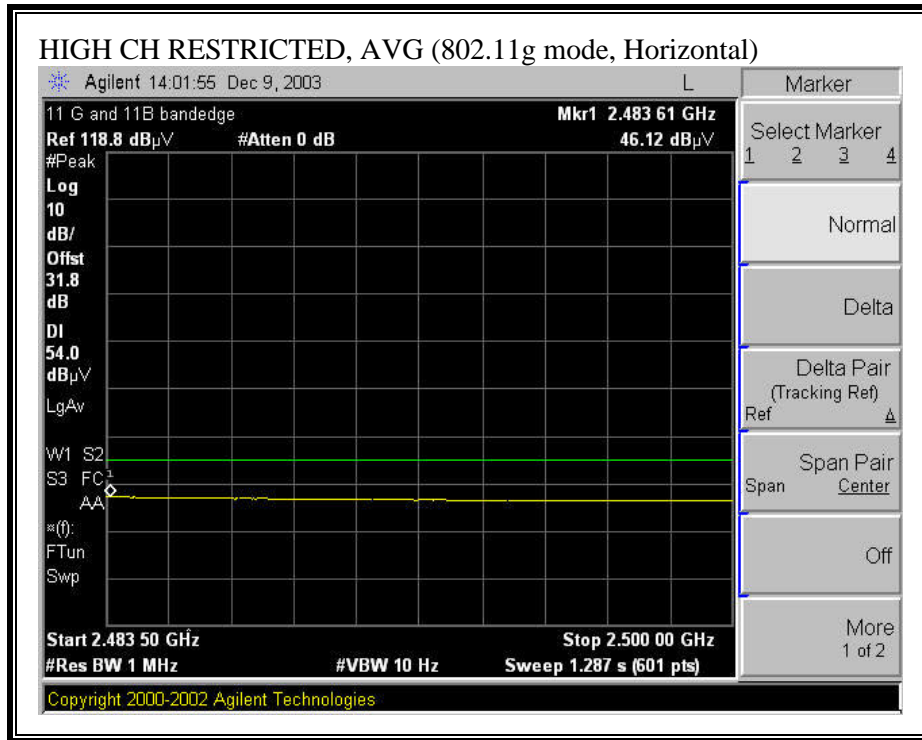 HIGH CH RESTRICTED, AVG (802.11g mode, Horizontal)
Agilent 14:01:55 Dec 9, 2003 L
11 G and 11B bandedge Mkr1 2.483 61 GHz
Ref 118.8 dBµV #Atten 0 dB 46.12 dBµV
#Peak
Log
10
dB/
Offst
31.8
dB
DI
54.0
dBµV
LgAv
W1 S2
S3 FC
AA
1
¤(f):
FTun
Swp
Start 2.483 50 GHz Stop 2.500 00 GHz
#Res BW 1 MHz #VBW 10 Hz Sweep 1.287 s (601 pts)
Copyright 2000-2002 Agilent Technologies
Marker
Select Marker
1 2 3 4
Normal
Delta
Delta Pair
(Tracking Ref)
Ref Δ
Span Pair
Span Center
Off
More
1 of 2